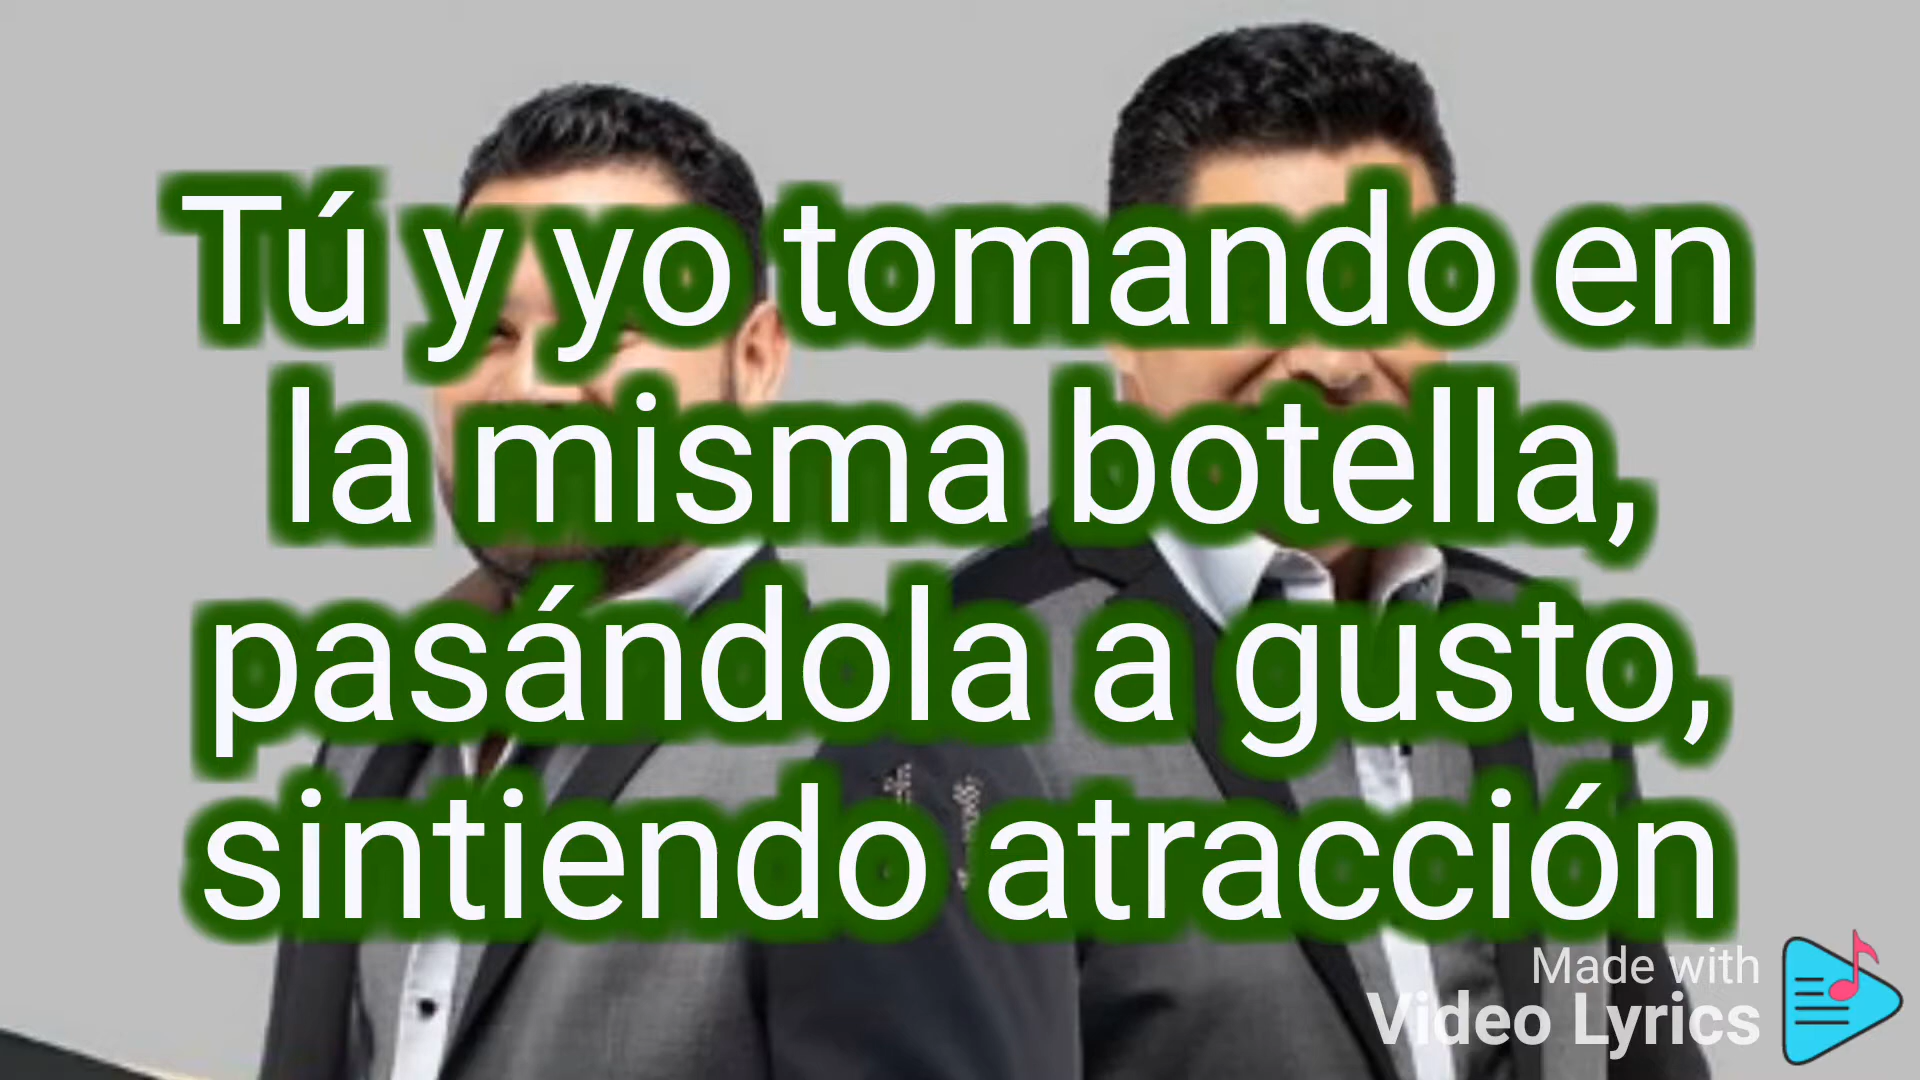 Tú y yo tomando en
la misma botella,
pasándola a gusto,
sintiendo atracción
Made with
Video Lyrics